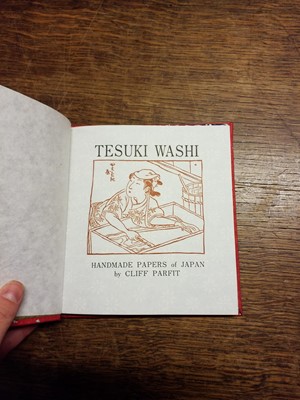 TESUKI WASHI
HANDMADE PAPERS of JAPAN
by CLIFF PARFIT